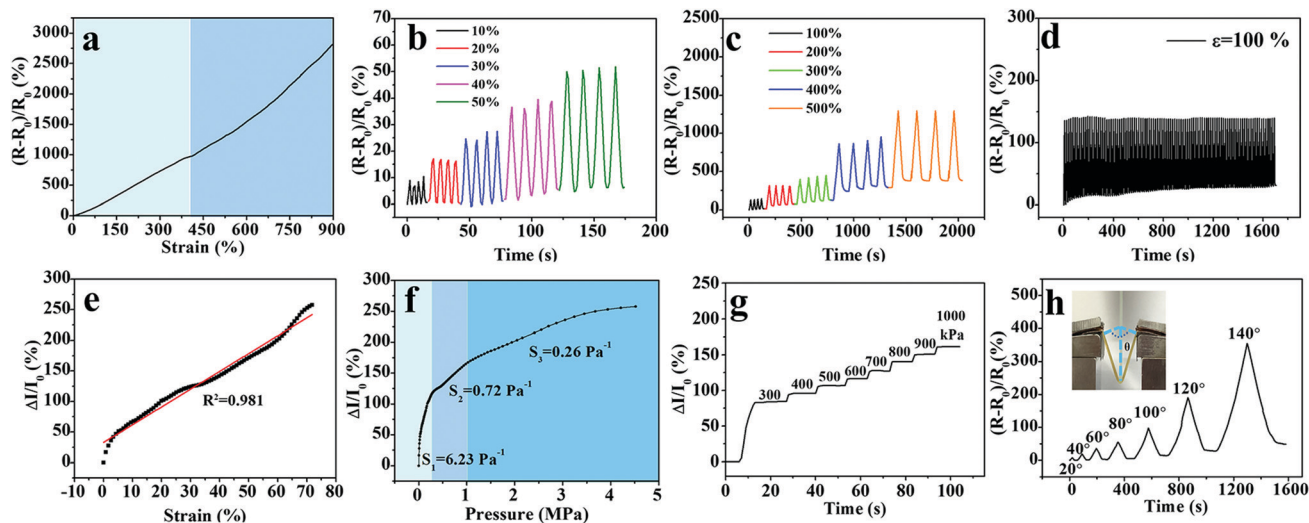 a
(R-R0)/R0 (%)
3000
2500
2000
1500
1000
500
0
0 150 300 450 600 750 900
Strain (%)
b
(R-R0)/R0 (%)
70
60
50
40
30
20
10
0
10%
20%
30%
40%
50%
0 50 100 150 200
Time (s)
c
(R-R0)/R0 (%)
2500
2000
1500
1000
500
0
100%
200%
300%
400%
500%
0 500 1000 1500 2000
Time (s)
d
(R-R0)/R0 (%)
300
200
100
0
ε=100 %
0 400 800 1200 1600
Time (s)
e
ΔI/I0 (%)
300
250
200
150
100
50
0
R²=0.981
-10 0 10 20 30 40 50 60 70 80
Strain (%)
f
ΔI/I0 (%)
300
250
200
150
100
50
0
S1=6.23 Pa-1
S2=0.72 Pa-1
S3=0.26 Pa-1
0 1 2 3 4 5
Pressure (MPa)
g
ΔI/I0 (%)
250
200
150
100
50
0
300
400
500
600
700
800
900
1000
kPa
0 20 40 60 80 100
Time (s)
h
(R-R0)/R0 (%)
500
400
300
200
100
0
θ
20°
40°
60°
80°
100°
120°
140°
0 400 800 1200 1600
Time (s)